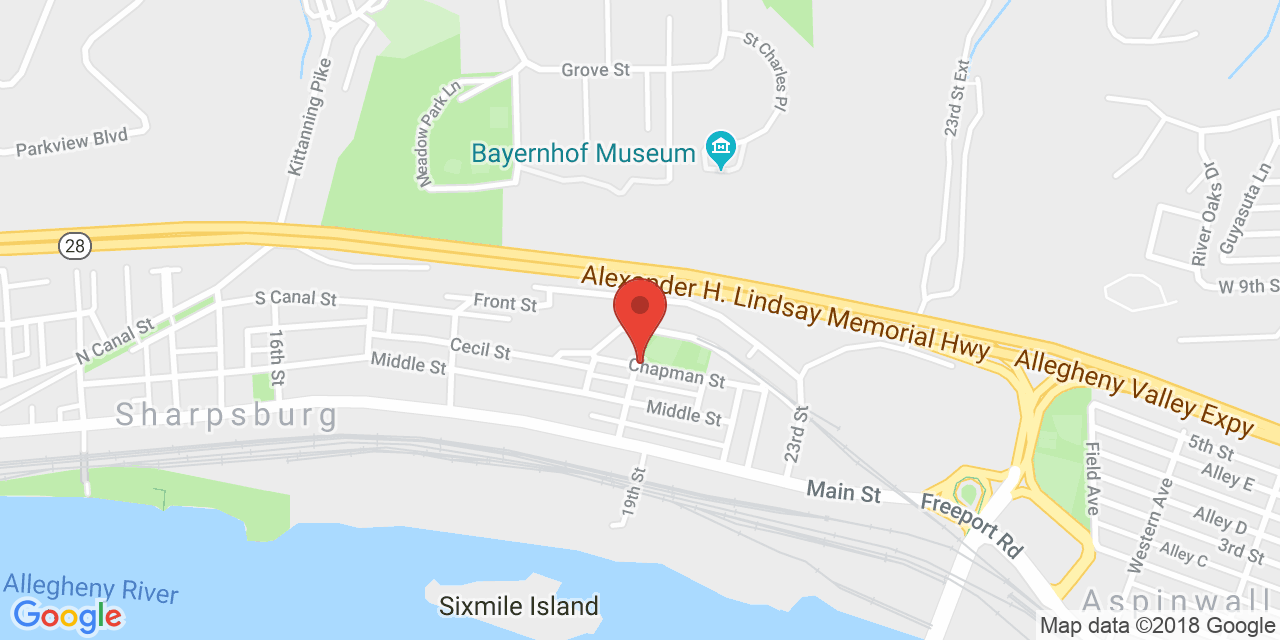 Grove St
St Charles Pl
23rd St Ext
Parkview Blvd
Kittanning Pike
Meadow Park Ln
Bayernhof Museum
River Oaks Dr
Guyasuta Ln
28
W 9th S
Alexander H. Lindsay Memorial Hwy
Allegheny Valley Expy
S Canal St
Front St
N Canal St
16th St
Cecil St
Middle St
Chapman St
Middle St
Sharpsburg
23rd St
5th St
Alley E
Field Ave
Western Ave
19th St
Main St
Freeport Rd
Alley D
3rd St
Alley C
Allegheny River
Sixmile Island
Aspinwall
Google
Map data ©2018 Google